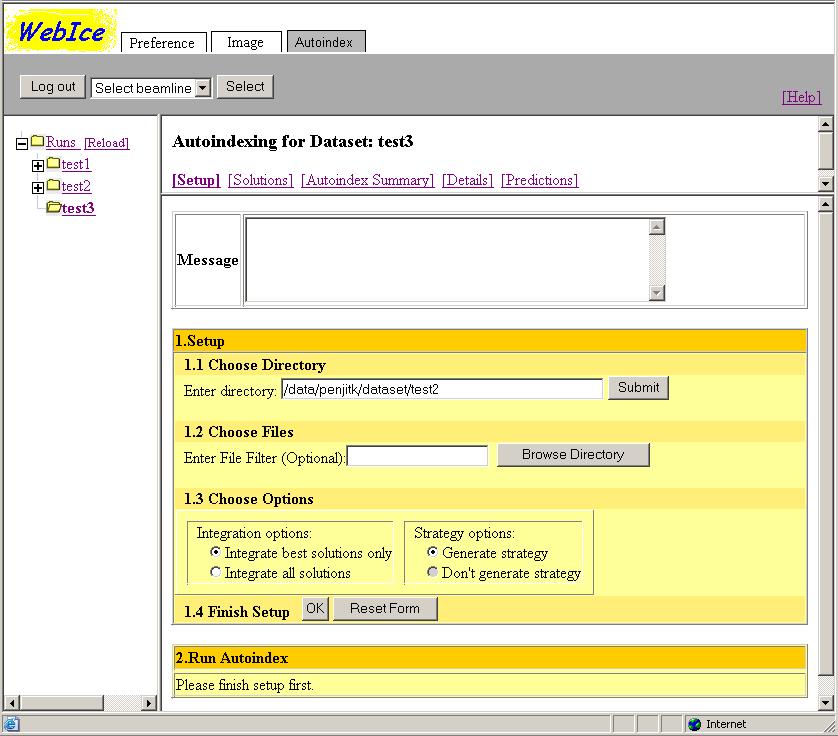 WebIce
Preference Image Autoindex
Log out Select beamline Select
[Help]
Runs [Reload]
test1
test2
test3
Autoindexing for Dataset: test3
[Setup] [Solutions] [Autoindex Summary] [Details] [Predictions]
Message
1.Setup
1.1 Choose Directory
Enter directory: /data/penjitk/dataset/test2 Submit
1.2 Choose Files
Enter File Filter (Optional): Browse Directory
1.3 Choose Options
Integration options:
Integrate best solutions only
Integrate all solutions
Strategy options:
Generate strategy
Don't generate strategy
1.4 Finish Setup OK Reset Form
2.Run Autoindex
Please finish setup first.
Internet